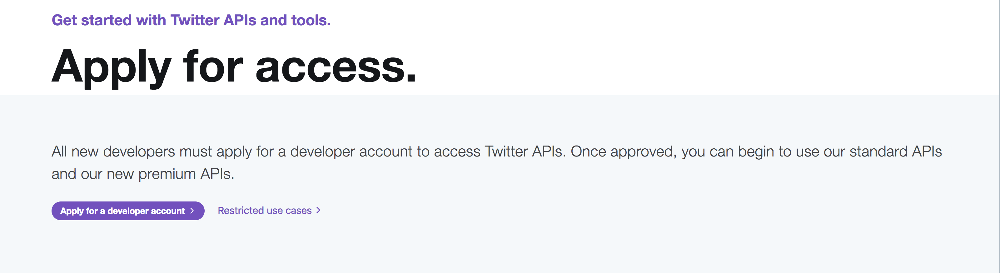 Get started with Twitter APIs and tools.
Apply for access.
All new developers must apply for a developer account to access Twitter APIs. Once approved, you can begin to use our standard APIs
and our new premium APIs.
Apply for a developer account >
Restricted use cases >